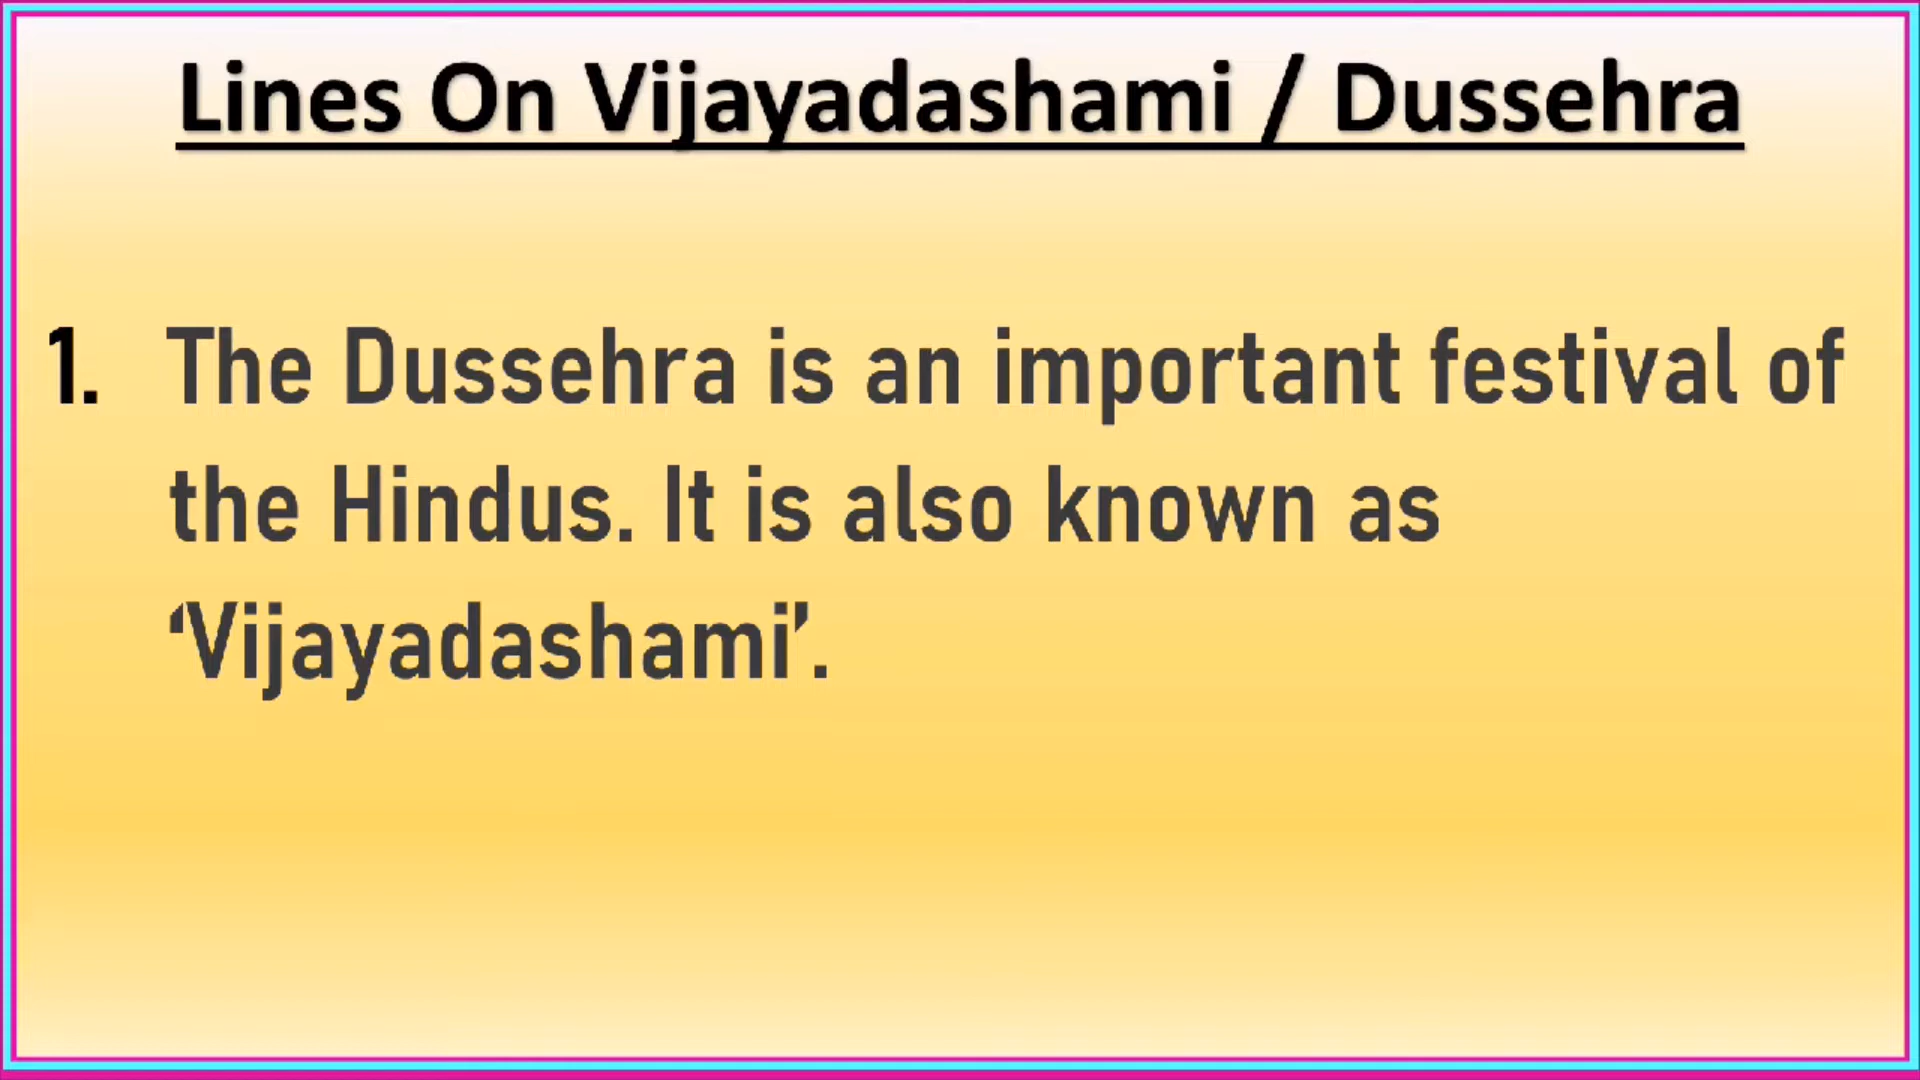 Lines On Vijayadashami / Dussehra
1. The Dussehra is an important festival of
the Hindus. It is also known as
‘Vijayadashami’.